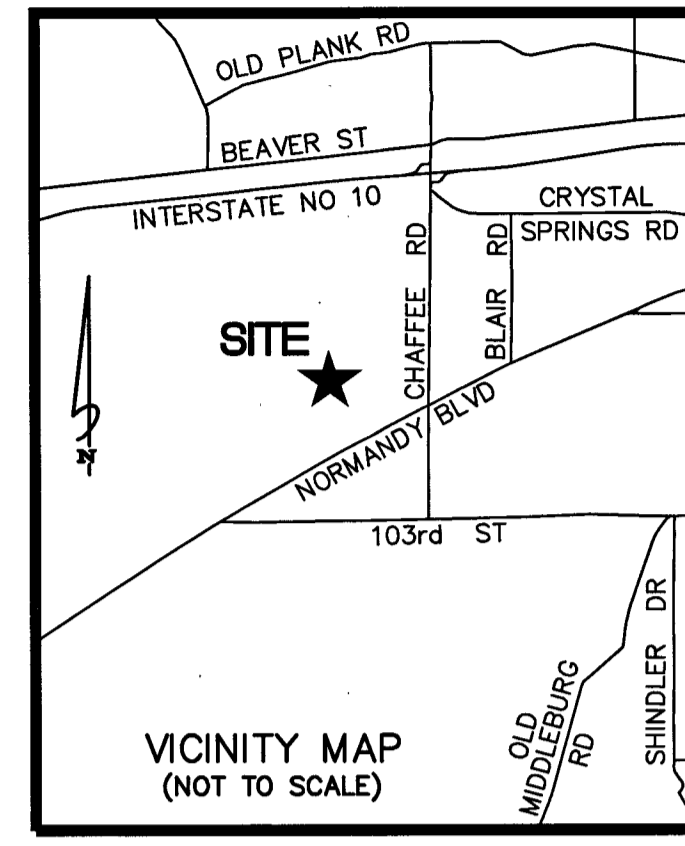 OLD PLANK RD
BEAVER ST
INTERSTATE NO 10
CRYSTAL
SPRINGS RD
CHAFFEE RD
BLAIR RD
SITE
N
NORMANDY BLVD
103rd ST
OLD
MIDDLEBURG
RD
SHINDLER DR
VICINITY MAP
(NOT TO SCALE)